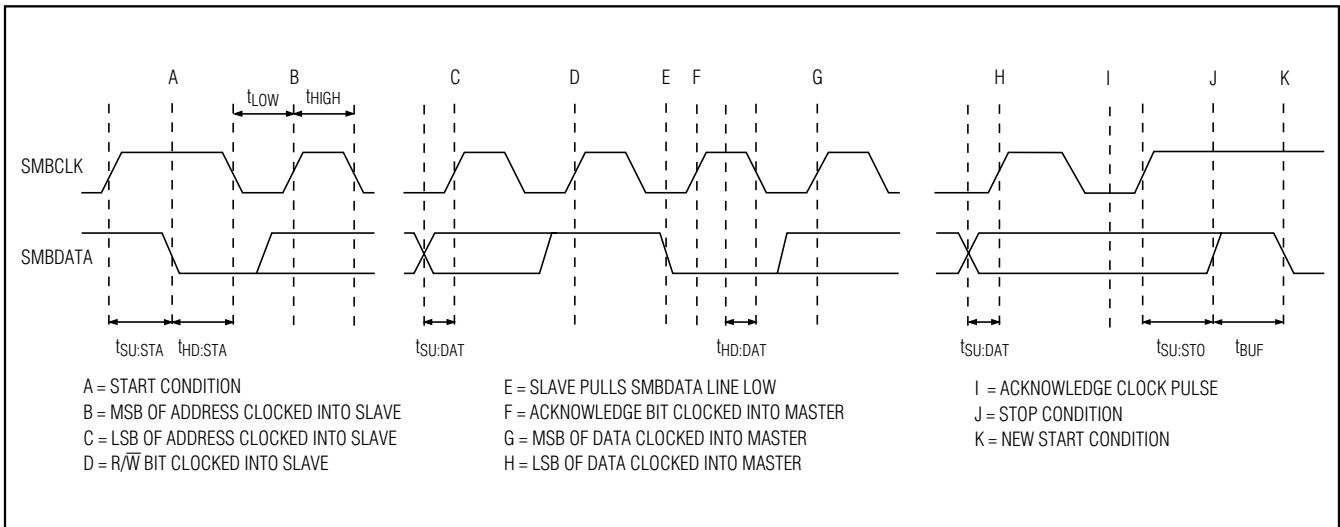 A B C D E F G H I J K
tLOW tHIGH
SMBCLK
SMBDATA
tSU:STA tHD:STA tSU:DAT tHD:DAT tSU:DAT tSU:STO tBUF
A = START CONDITION
B = MSB OF ADDRESS CLOCKED INTO SLAVE
C = LSB OF ADDRESS CLOCKED INTO SLAVE
D = R/W̅ BIT CLOCKED INTO SLAVE
E = SLAVE PULLS SMBDATA LINE LOW
F = ACKNOWLEDGE BIT CLOCKED INTO MASTER
G = MSB OF DATA CLOCKED INTO MASTER
H = LSB OF DATA CLOCKED INTO MASTER
I = ACKNOWLEDGE CLOCK PULSE
J = STOP CONDITION
K = NEW START CONDITION